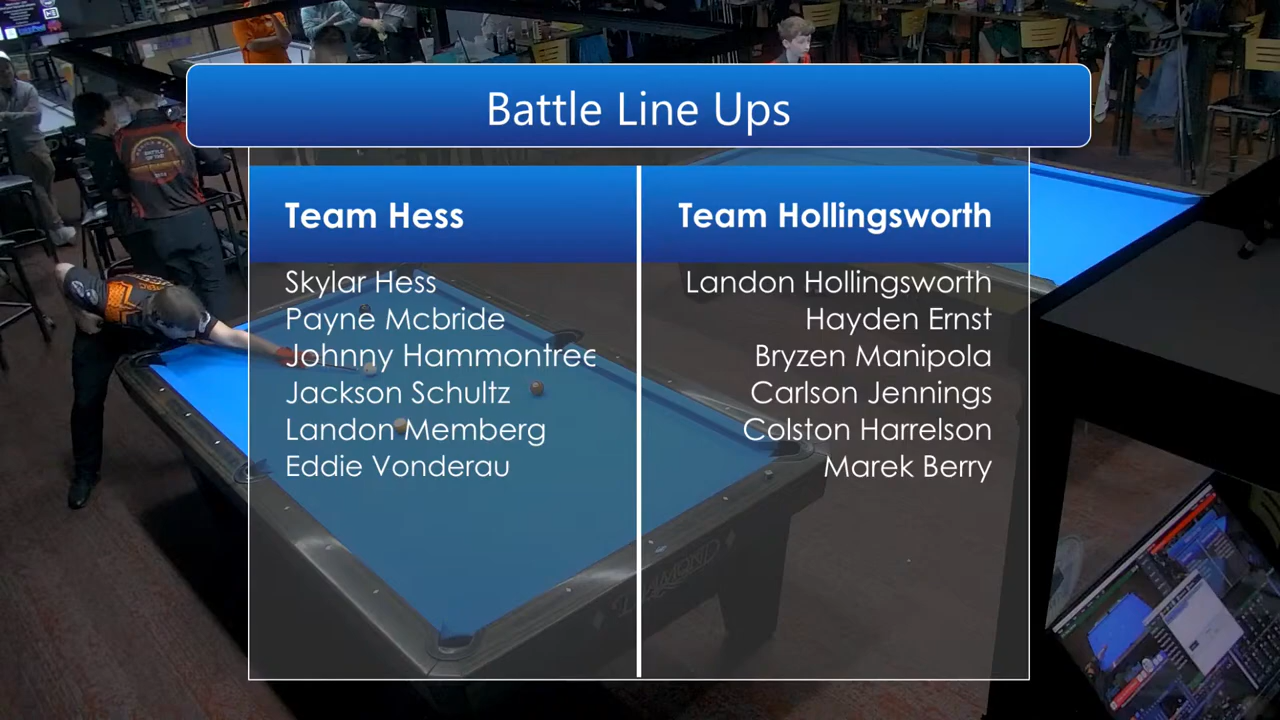 Battle Line Ups
Team Hess
Skylar Hess
Payne Mcbride
Johnny Hammontree
Jackson Schultz
Landon Memberg
Eddie Vonderau
Team Hollingsworth
Landon Hollingsworth
Hayden Ernst
Bryzen Manipola
Carlson Jennings
Colston Harrelson
Marek Berry
DIAMOND